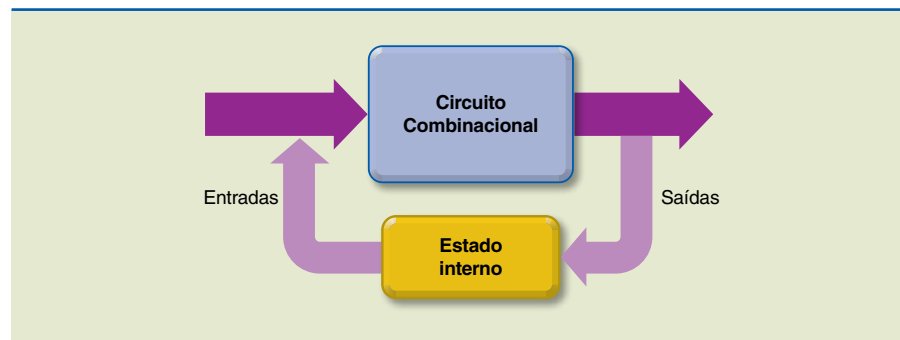 Circuito
Combinacional
Entradas
Saídas
Estado
interno